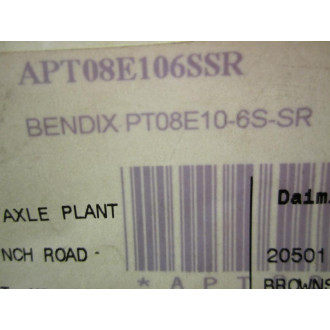 APT08E106SSR
BENDIX PT08E10-6S-SR
AXLE PLANT
NCH ROAD -
Daim
20501
* A P T
BROWNS